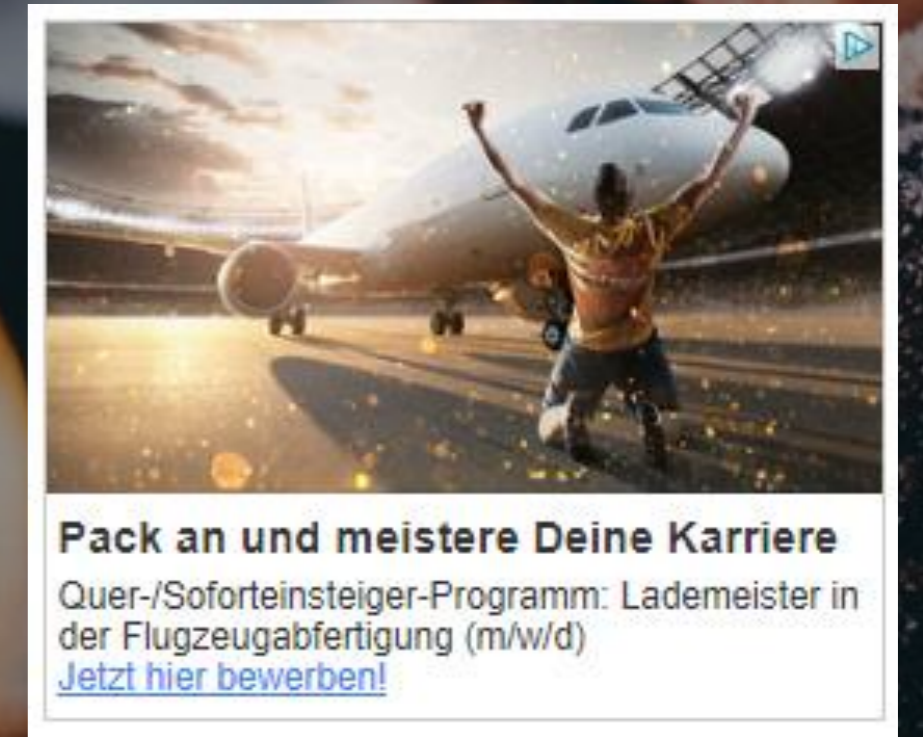 Pack an und meistere Deine Karriere
Quer-/Soforteinsteiger-Programm: Lademeister in
der Flugzeugabfertigung (m/w/d)
Jetzt hier bewerben!